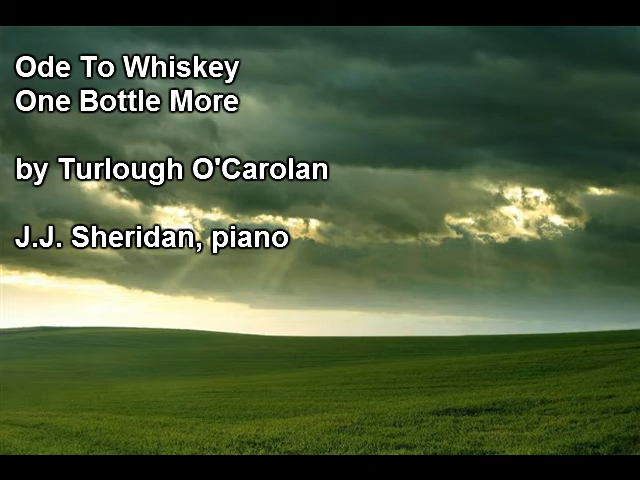 Ode To Whiskey
One Bottle More
by Turlough O'Carolan
J.J. Sheridan, piano